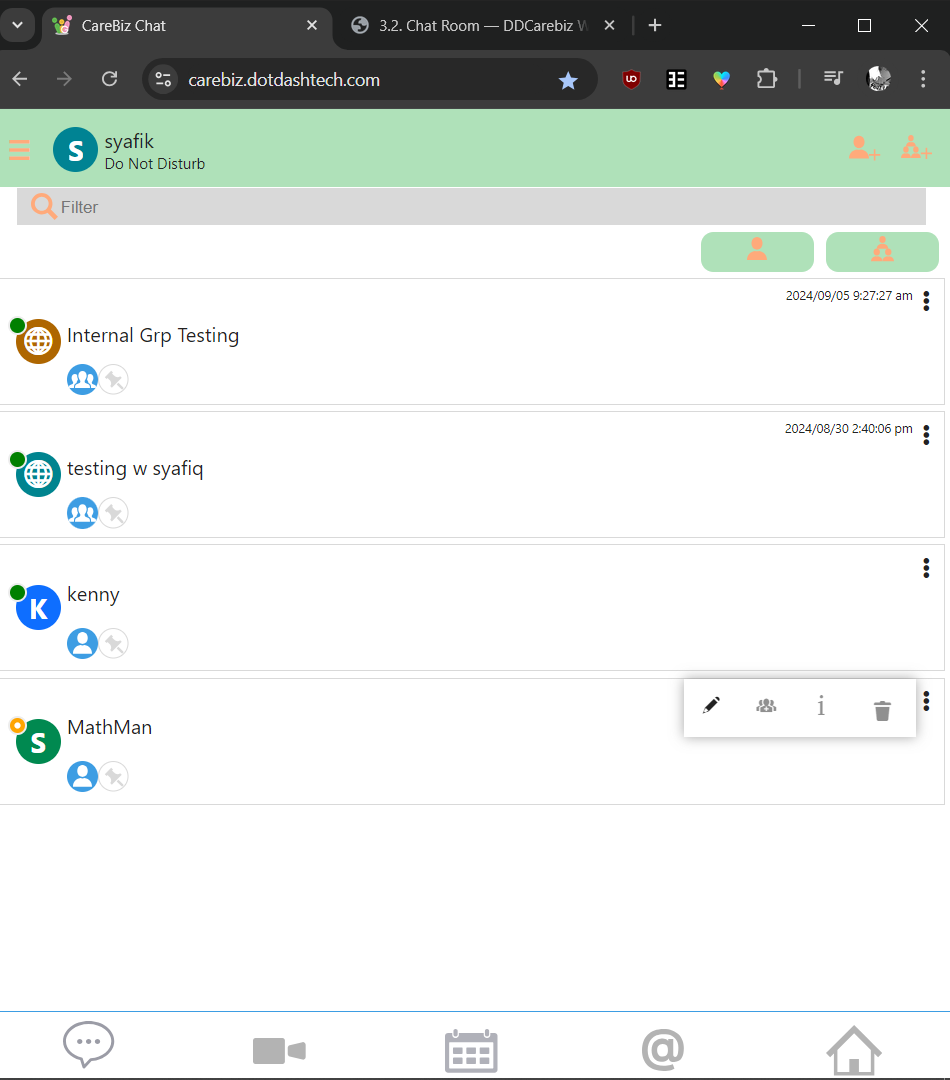 CareBiz Chat
3.2. Chat Room — DDCarebiz
carebiz.dotdashtech.com
S
syafik
Do Not Disturb
Filter
2024/09/05 9:27:27 am
Internal Grp Testing
2024/08/30 2:40:06 pm
testing w syafiq
K
kenny
S
MathMan
i
@